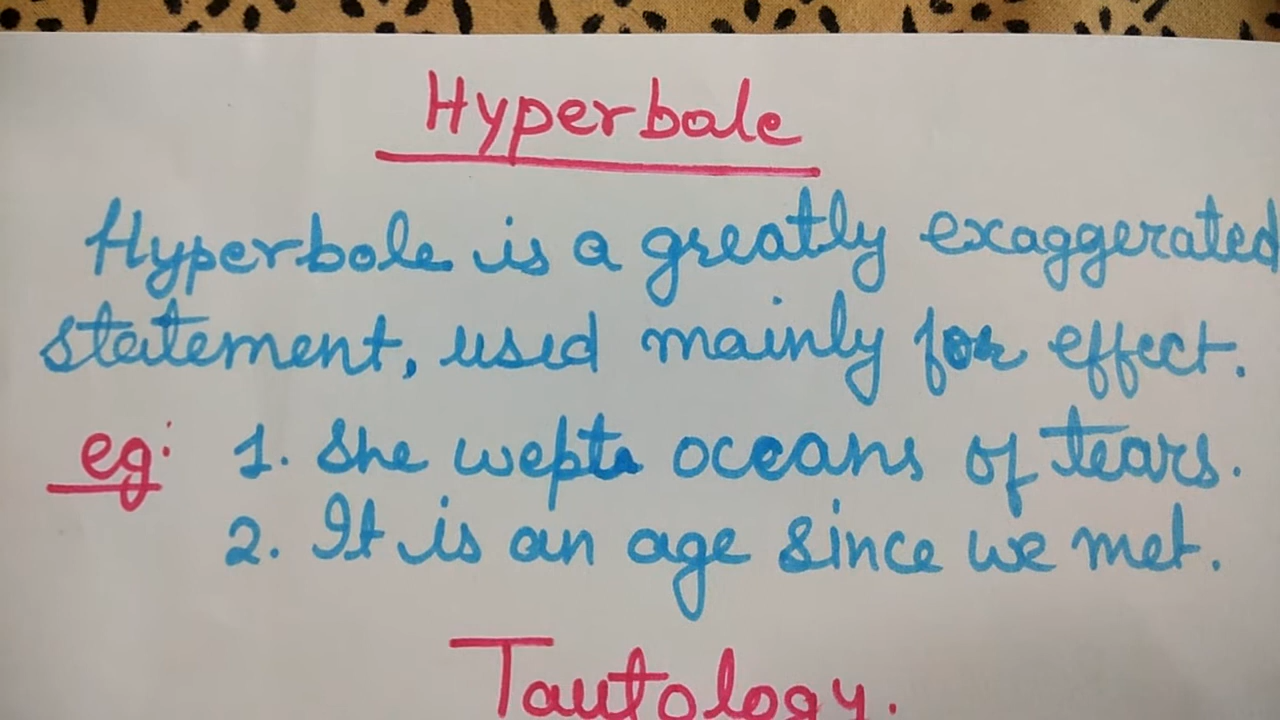 Hyperbole
Hyperbole is a greatly exaggerated
statement, used mainly for effect.
eg: 1. She wept oceans of tears.
2. It is an age since we met.
Tautology.